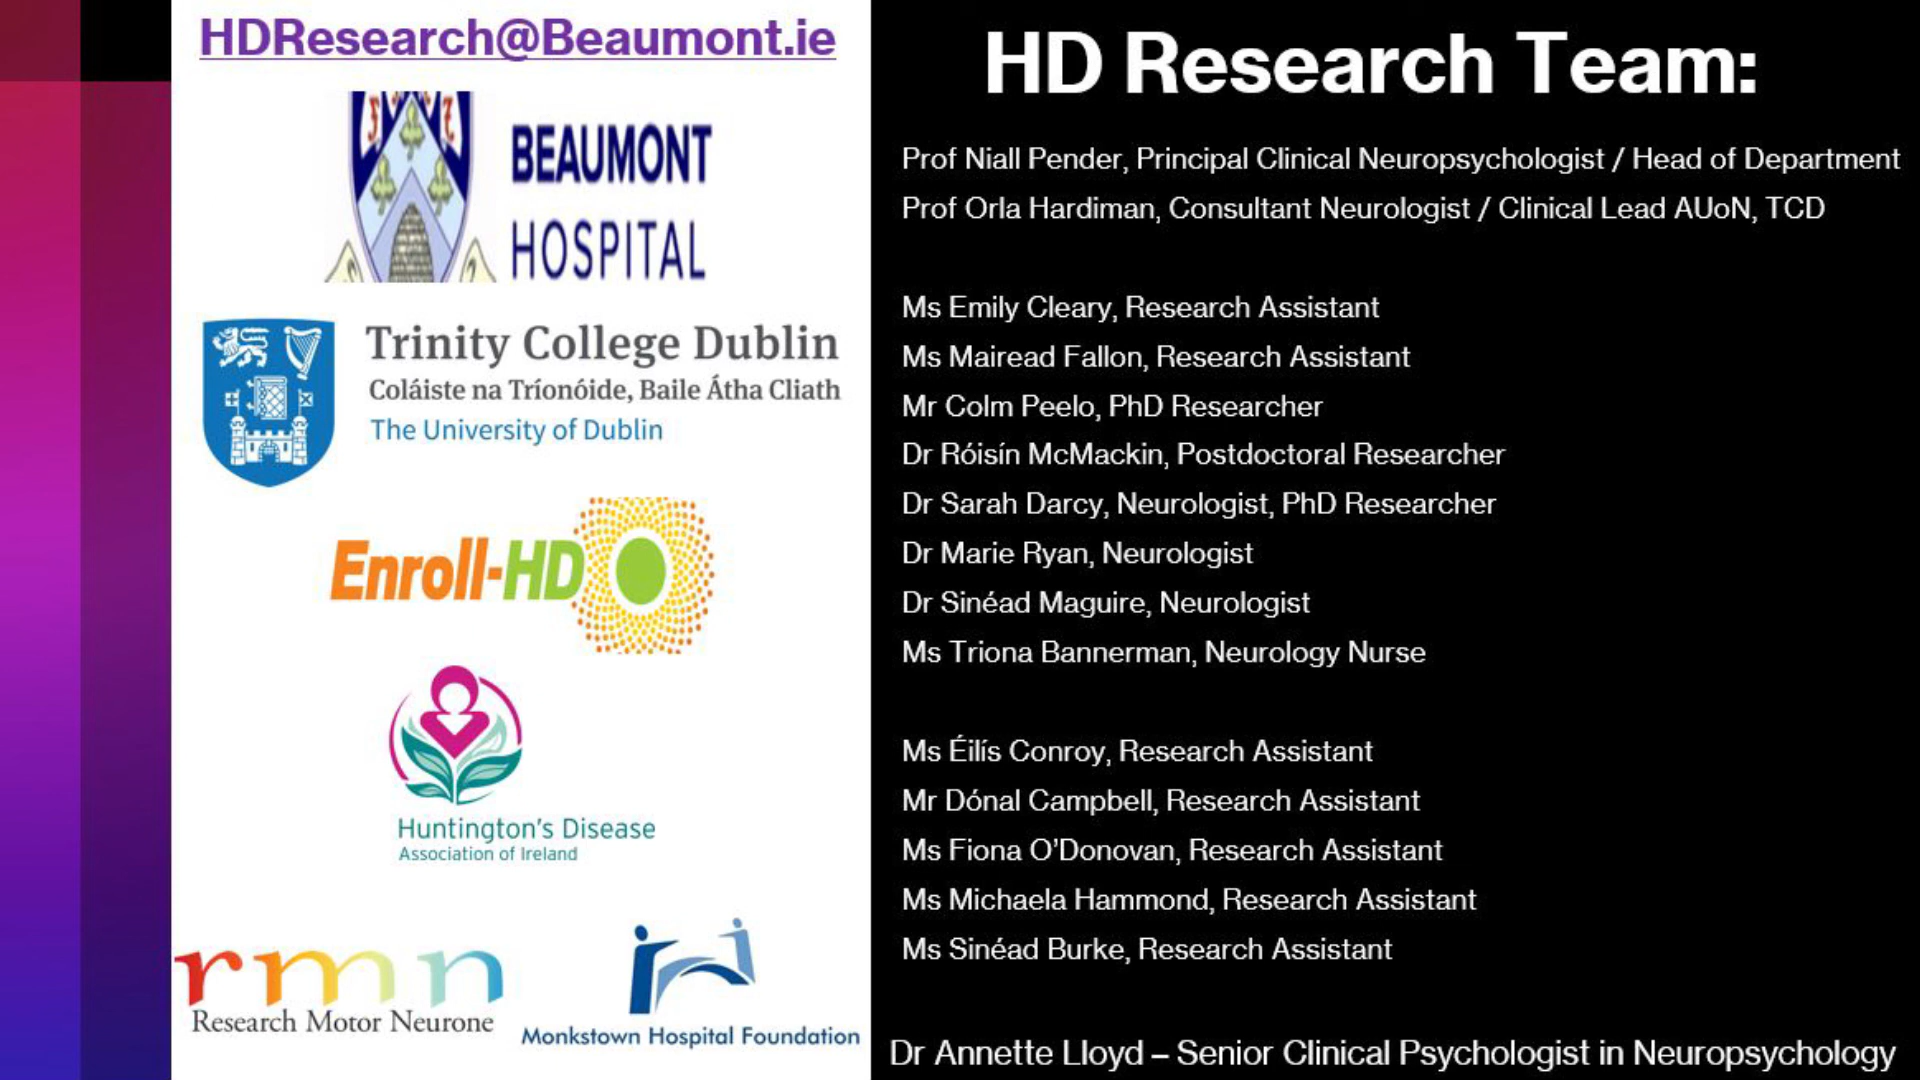 HDResearch@Beaumont.ie
BEAUMONT
HOSPITAL
Trinity College Dublin
Coláiste na Tríonóide, Baile Átha Cliath
The University of Dublin
Enroll-HD
Huntington's Disease
Association of Ireland
rmn
Research Motor Neurone
Monkstown Hospital Foundation
HD Research Team:
Prof Niall Pender, Principal Clinical Neuropsychologist / Head of Department
Prof Orla Hardiman, Consultant Neurologist / Clinical Lead AUoN, TCD
Ms Emily Cleary, Research Assistant
Ms Mairead Fallon, Research Assistant
Mr Colm Peelo, PhD Researcher
Dr Róisín McMackin, Postdoctoral Researcher
Dr Sarah Darcy, Neurologist, PhD Researcher
Dr Marie Ryan, Neurologist
Dr Sinéad Maguire, Neurologist
Ms Triona Bannerman, Neurology Nurse
Ms Éilís Conroy, Research Assistant
Mr Dónal Campbell, Research Assistant
Ms Fiona O’Donovan, Research Assistant
Ms Michaela Hammond, Research Assistant
Ms Sinéad Burke, Research Assistant
Dr Annette Lloyd – Senior Clinical Psychologist in Neuropsychology